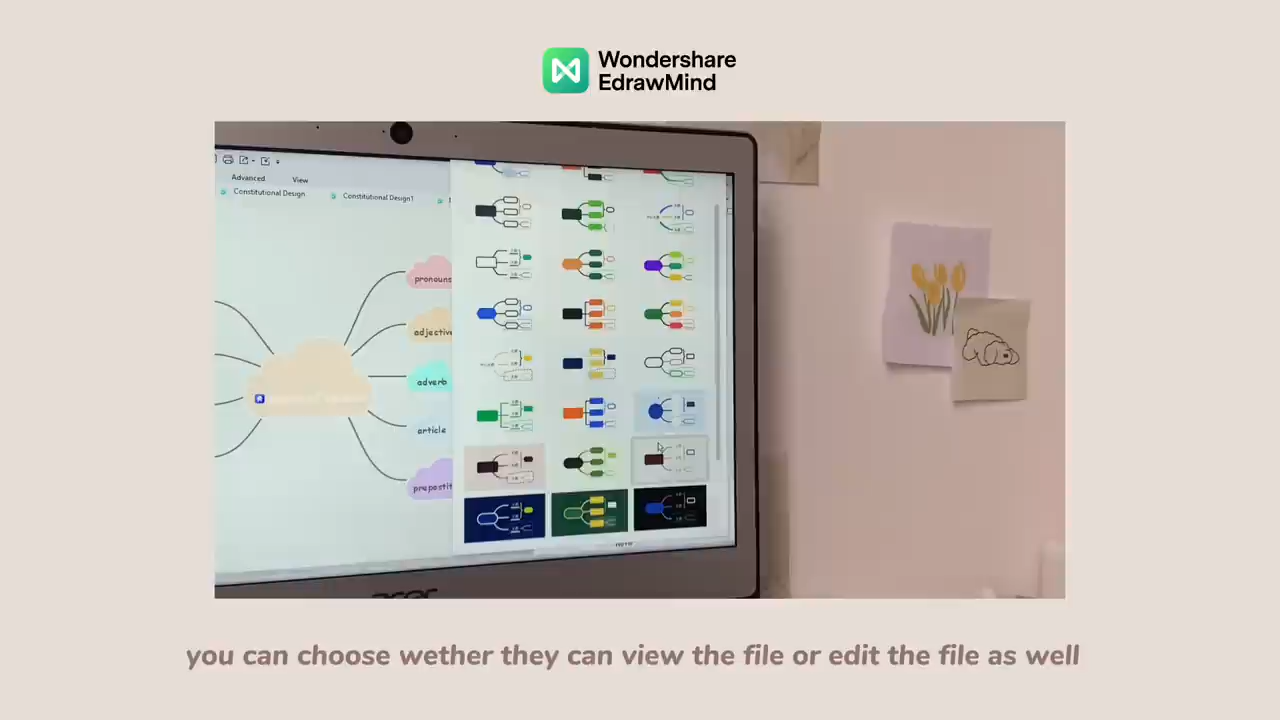 Wondershare
EdrawMind
Advanced
View
Constitutional Design
Constitutional Design1
pronouns
adverb
article
acer
you can choose wether they can view the file or edit the file as well